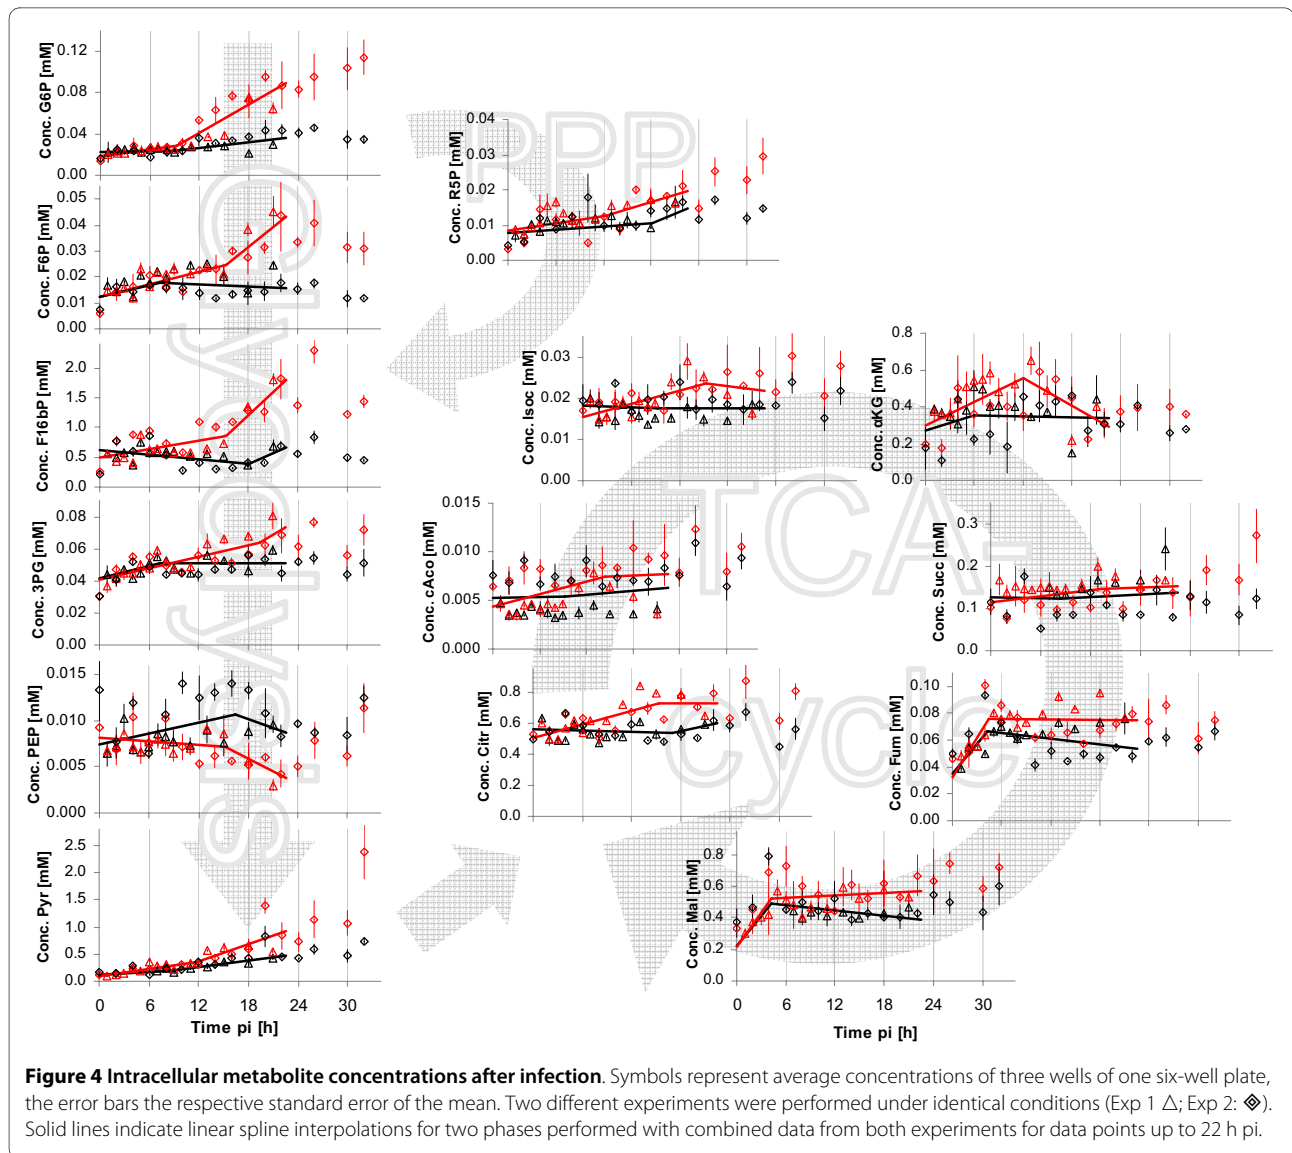 Glycolysis
PPP
TCA-
cycle
Conc. G6P [mM]
0.12
0.08
0.04
0.00
Conc. F6P [mM]
0.05
0.04
0.03
0.02
0.01
0.00
Conc. F16bP [mM]
2.0
1.5
1.0
0.5
0.0
Conc. 3PG [mM]
0.08
0.06
0.04
0.02
0.00
Conc. PEP [mM]
0.015
0.010
0.005
0.000
Conc. Pyr [mM]
2.5
2.0
1.5
1.0
0.5
0.0
0 6 12 18 24 30
Time pi [h]
Conc. R5P [mM]
0.04
0.03
0.02
0.01
0.00
Conc. Isoc [mM]
0.03
0.02
0.01
0.00
Conc. αKG [mM]
0.8
0.6
0.4
0.2
0.0
Conc. cAco [mM]
0.015
0.010
0.005
0.000
Conc. Succ [mM]
0.3
0.2
0.1
0.0
Conc. Citr [mM]
0.8
0.6
0.4
0.2
0.0
Conc. Fum [mM]
0.10
0.08
0.06
0.04
0.02
0.00
Conc. Mal [mM]
0.8
0.6
0.4
0.2
0.0
0 6 12 18 24 30
Time pi [h]
Figure 4 Intracellular metabolite concentrations after infection. Symbols represent average concentrations of three wells of one six-well plate,
the error bars the respective standard error of the mean. Two different experiments were performed under identical conditions (Exp 1 △; Exp 2: ◈).
Solid lines indicate linear spline interpolations for two phases performed with combined data from both experiments for data points up to 22 h pi.